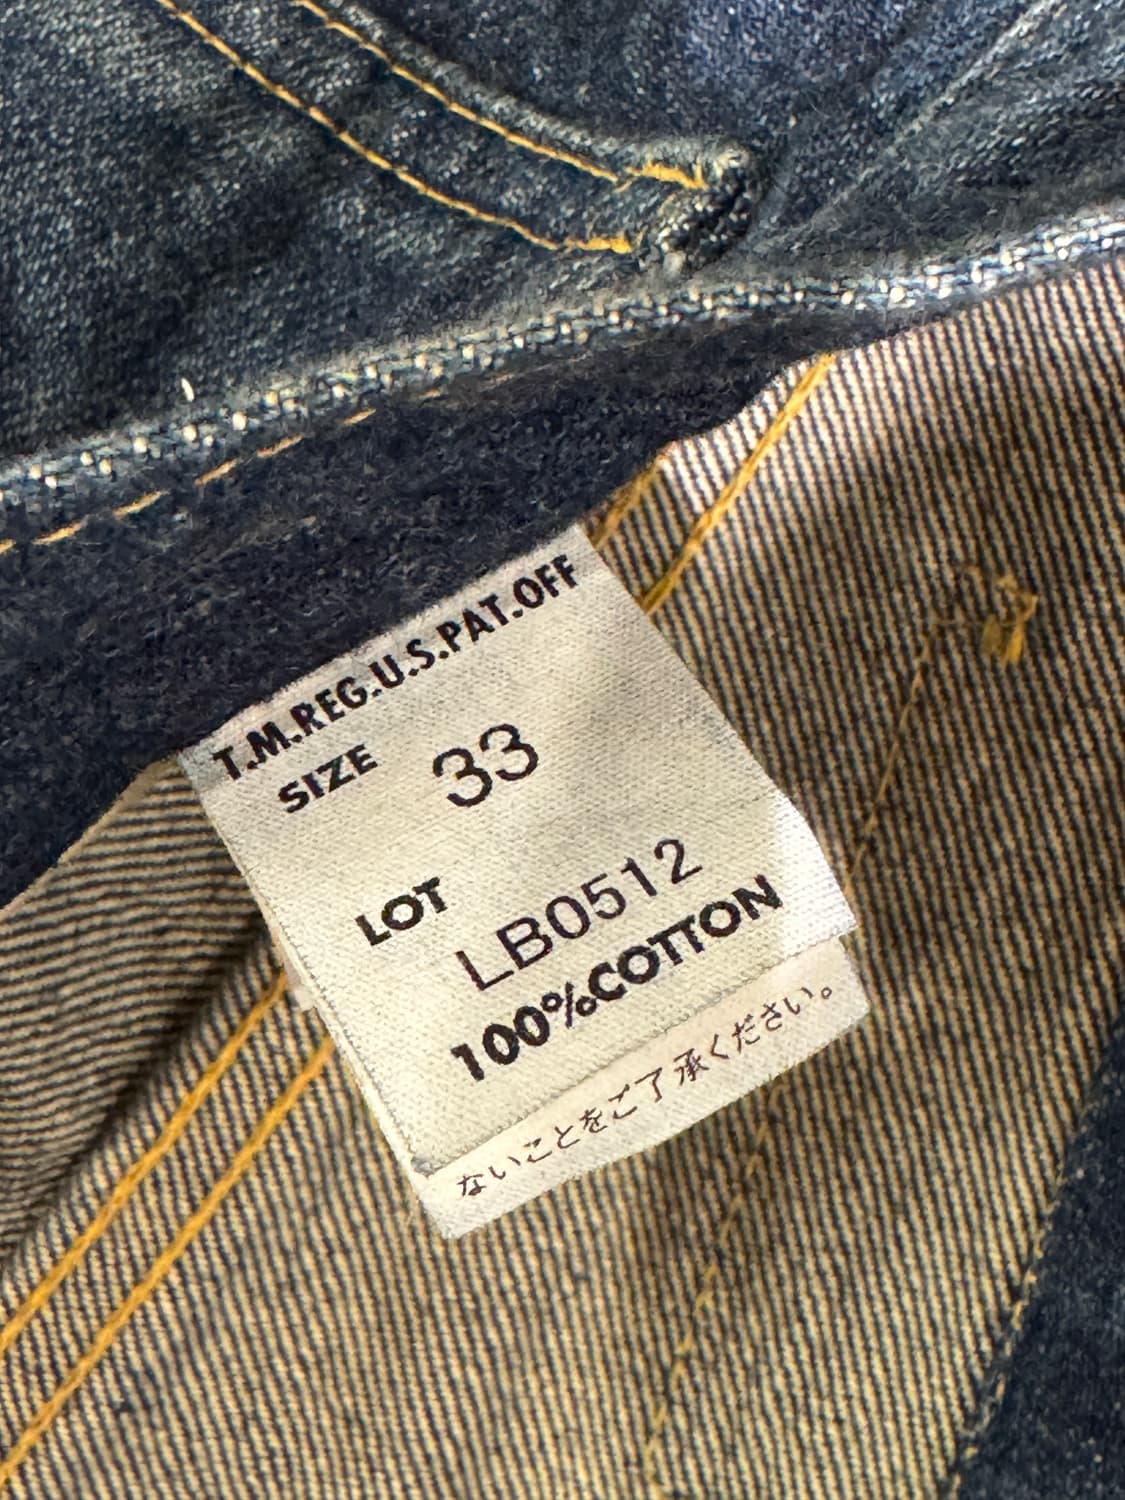 T.M.REG.U.S.PAT.OFF
SIZE 33
LOT LB0512
100%COTTON
ないことをご了承ください。